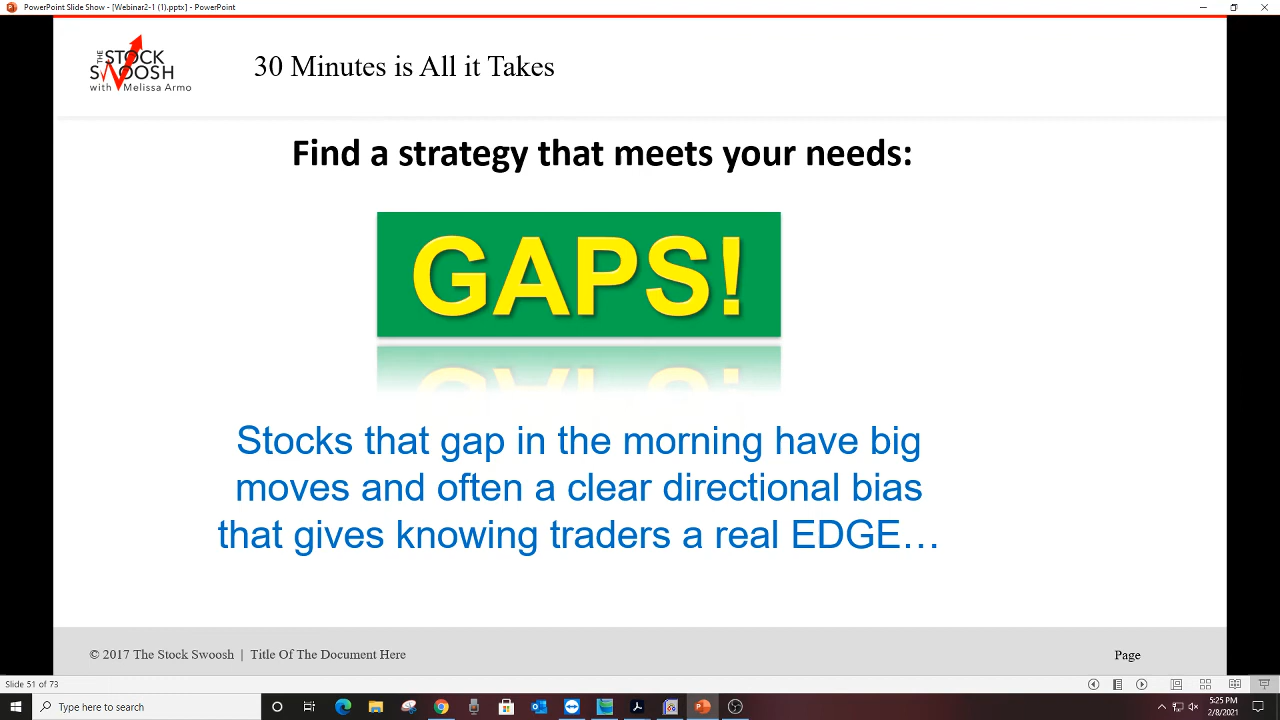 PowerPoint Slide Show - [Webinar2-1 (1).pptx] - PowerPoint
THE
STOCK
SWOOSH
with Melissa Armo
30 Minutes is All it Takes
Find a strategy that meets your needs:
GAPS!
Stocks that gap in the morning have big
moves and often a clear directional bias
that gives knowing traders a real EDGE…
© 2017 The Stock Swoosh | Title Of The Document Here
Page
Slide 51 of 73
Type here to search
5:25 PM
2/8/2021